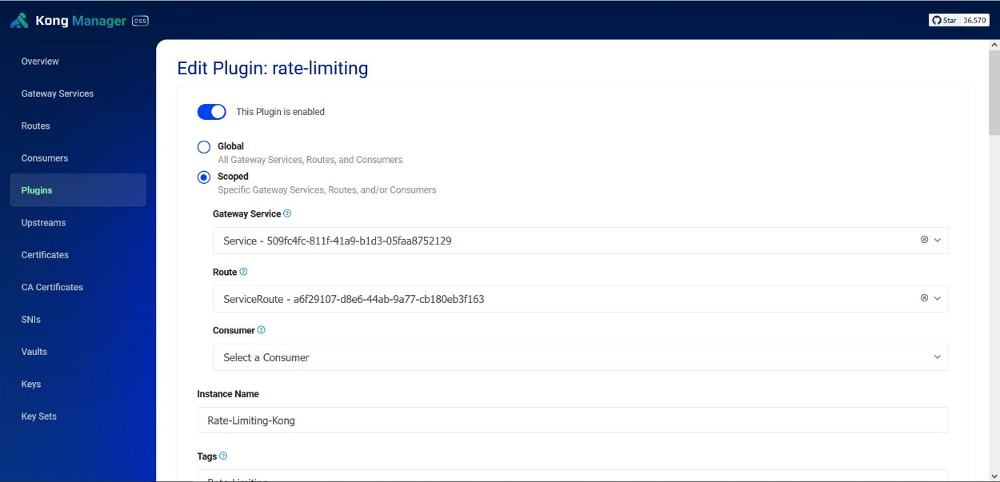 Kong Manager OSS
Star 36,570
Overview
Gateway Services
Routes
Consumers
Plugins
Upstreams
Certificates
CA Certificates
SNIs
Vaults
Keys
Key Sets
Edit Plugin: rate-limiting
This Plugin is enabled
Global
All Gateway Services, Routes, and Consumers
Scoped
Specific Gateway Services, Routes, and/or Consumers
Gateway Service
Service - 509fc4fc-811f-41a9-b1d3-05faa8752129
Route
ServiceRoute - a6f29107-d8e6-44ab-9a77-cb180eb3f163
Consumer
Select a Consumer
Instance Name
Rate-Limiting-Kong
Tags
Rate-Limiting